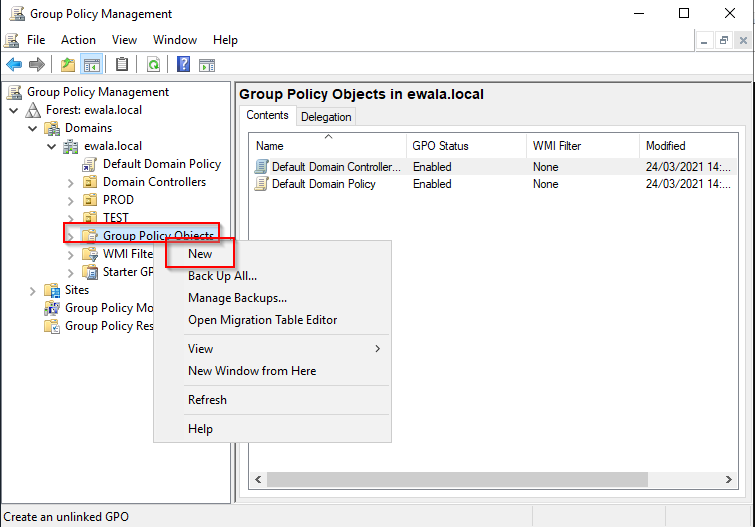 Group Policy Management
File Action View Window Help
Group Policy Management
Forest: ewala.local
Domains
ewala.local
Default Domain Policy
Domain Controllers
PROD
TEST
Group Policy Objects
WMI Filte
Starter GP
Sites
Group Policy Mo
Group Policy Res
New
Back Up All...
Manage Backups...
Open Migration Table Editor
View
New Window from Here
Refresh
Help
Group Policy Objects in ewala.local
Contents Delegation
Name GPO Status WMI Filter Modified
Default Domain Controller... Enabled None 24/03/2021 14:...
Default Domain Policy Enabled None 24/03/2021 14:...
Create an unlinked GPO